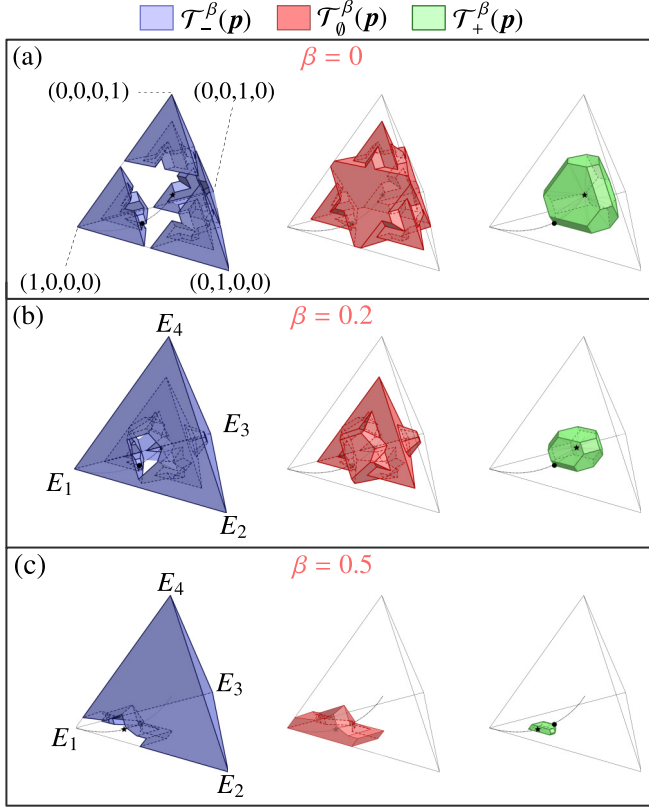 𝒯₋^β(𝒑) 𝒯_∅^β(𝒑) 𝒯₊^β(𝒑)
(a) β = 0
(0,0,0,1) (0,0,1,0)
(1,0,0,0) (0,1,0,0)
(b) β = 0.2
E₄
E₃
E₁
E₂
(c) β = 0.5
E₄
E₃
E₁
E₂